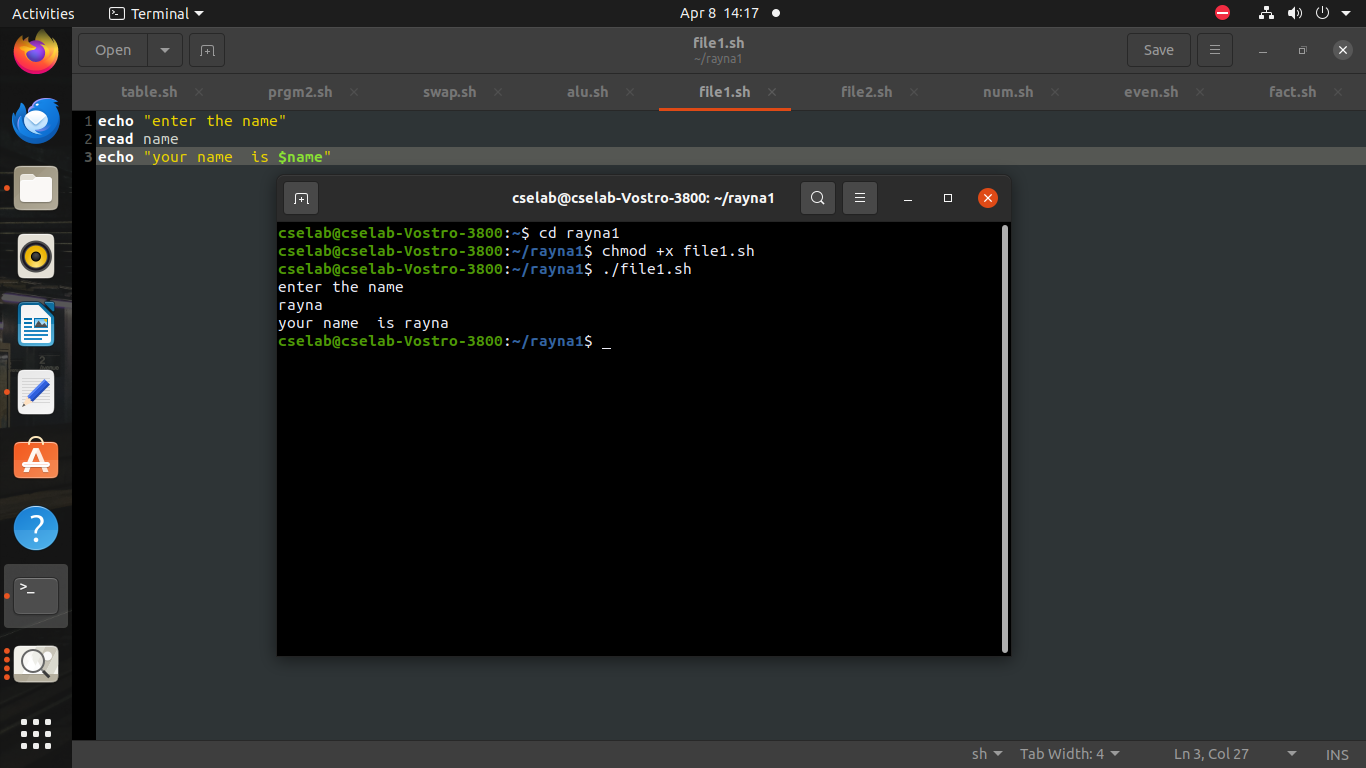 Activities Terminal Apr 8 14:17
Open file1.sh Save
~/rayna1
table.sh prgm2.sh swap.sh alu.sh file1.sh file2.sh num.sh even.sh fact.sh
1 echo "enter the name"
2 read name
3 echo "your name  is $name"
cselab@cselab-Vostro-3800: ~/rayna1
cselab@cselab-Vostro-3800:~$ cd rayna1
cselab@cselab-Vostro-3800:~/rayna1$ chmod +x file1.sh
cselab@cselab-Vostro-3800:~/rayna1$ ./file1.sh
enter the name
rayna
your name  is rayna
cselab@cselab-Vostro-3800:~/rayna1$ _
sh Tab Width: 4 Ln 3, Col 27 INS